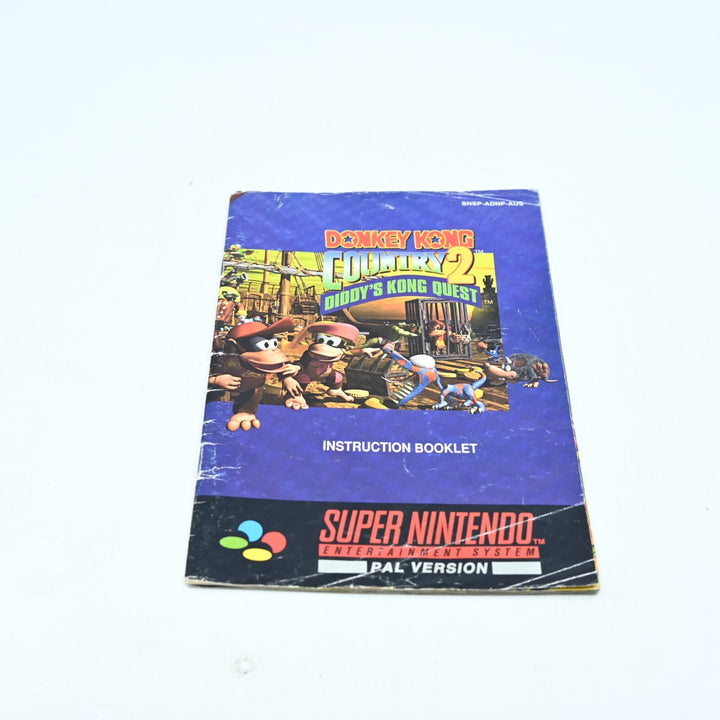 SNSP-ADNP-AUS
DONKEY KONG
COUNTRY 2 ™
DIDDY'S KONG QUEST ™
INSTRUCTION BOOKLET
SUPER NINTENDO ™
ENTERTAINMENT SYSTEM
PAL VERSION